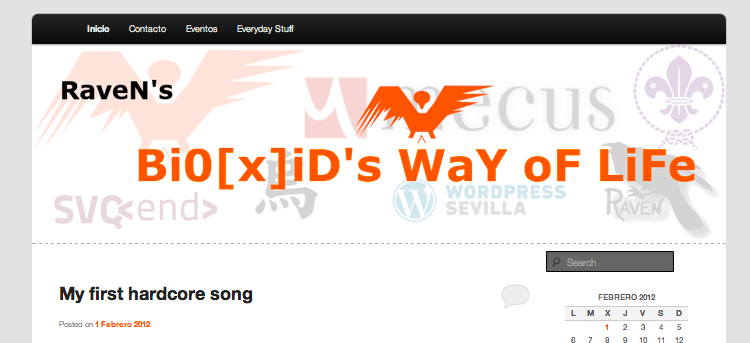 Inicio Contacto Eventos Everyday Stuff
RaveN's
mecus
Bi0[x]iD's WaY oF LiFe
SVQ<end>
鳥
WORDPRESS
SEVILLA
RAVEN
Search
My first hardcore song
Posted on 1 Febrero 2012
FEBRERO 2012
L M X J V S D
1 2 3 4 5
6 7 8 9 10 11 12